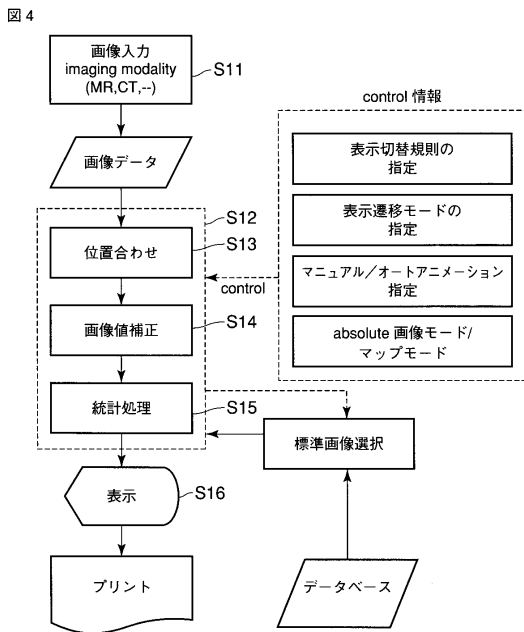 図4
画像入力
imaging modality
(MR,CT,--)
S11
画像データ
S12
位置合わせ
S13
画像値補正
S14
統計処理
S15
表示
S16
プリント
control 情報
表示切替規則の
指定
表示遷移モードの
指定
マニュアル／オートアニメーション
指定
absolute 画像モード/
マップモード
control
標準画像選択
データベース